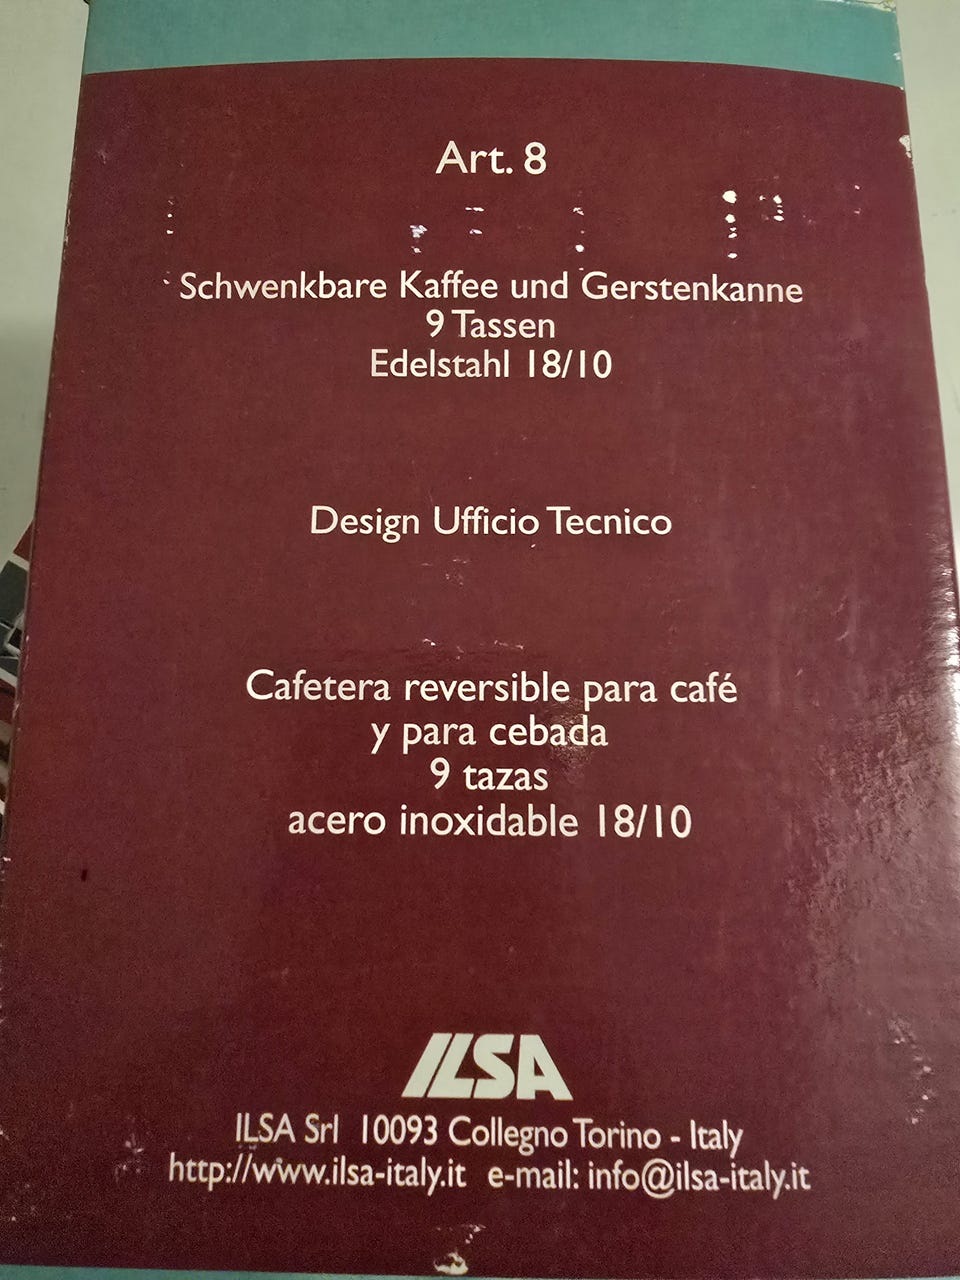 Art. 8
Schwenkbare Kaffee und Gerstenkanne
9 Tassen
Edelstahl 18/10
Design Ufficio Tecnico
Cafetera reversible para café
y para cebada
9 tazas
acero inoxidable 18/10
ILSA
ILSA Srl 10093 Collegno Torino - Italy
http://www.ilsa-italy.it e-mail: info@ilsa-italy.it